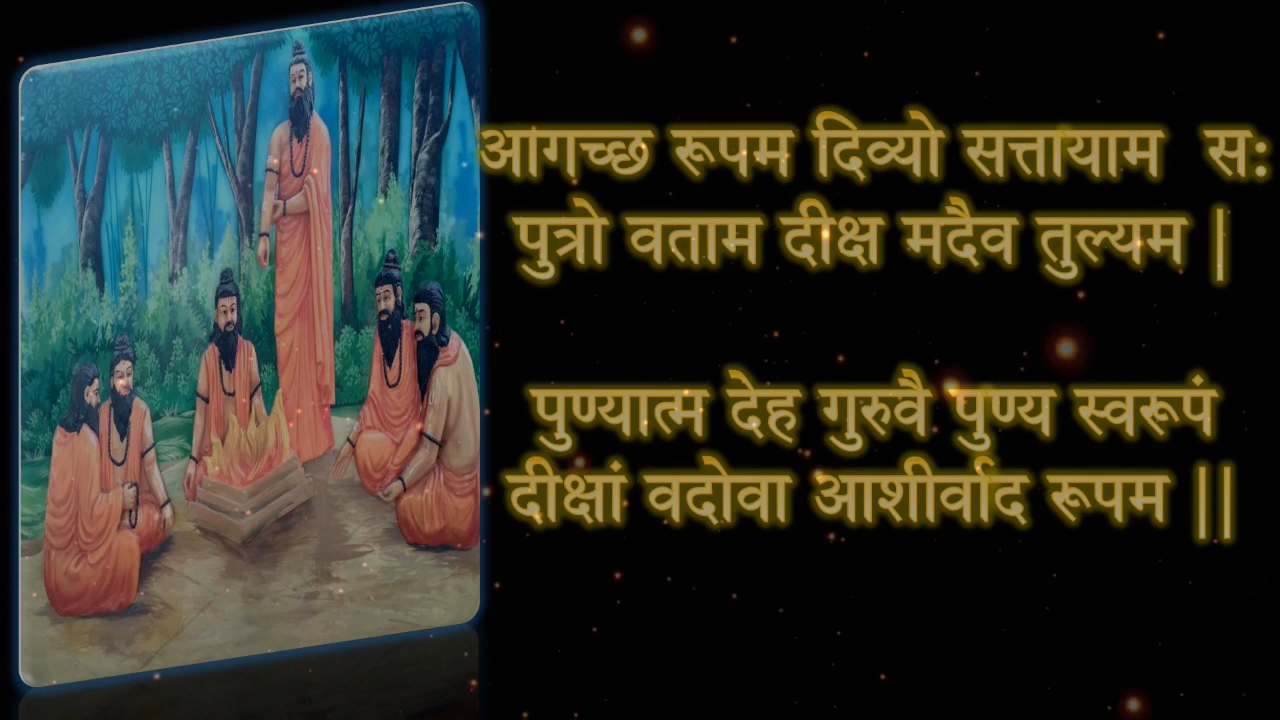 आगच्छ रूपम दिव्यो सत्तायाम सः
पुत्रो वताम दीक्ष मदैव तुल्यम |
पुण्यात्म देह गुरुवै पुण्य स्वरूपं
दीक्षां वदोवा आशीर्वाद रूपम ||